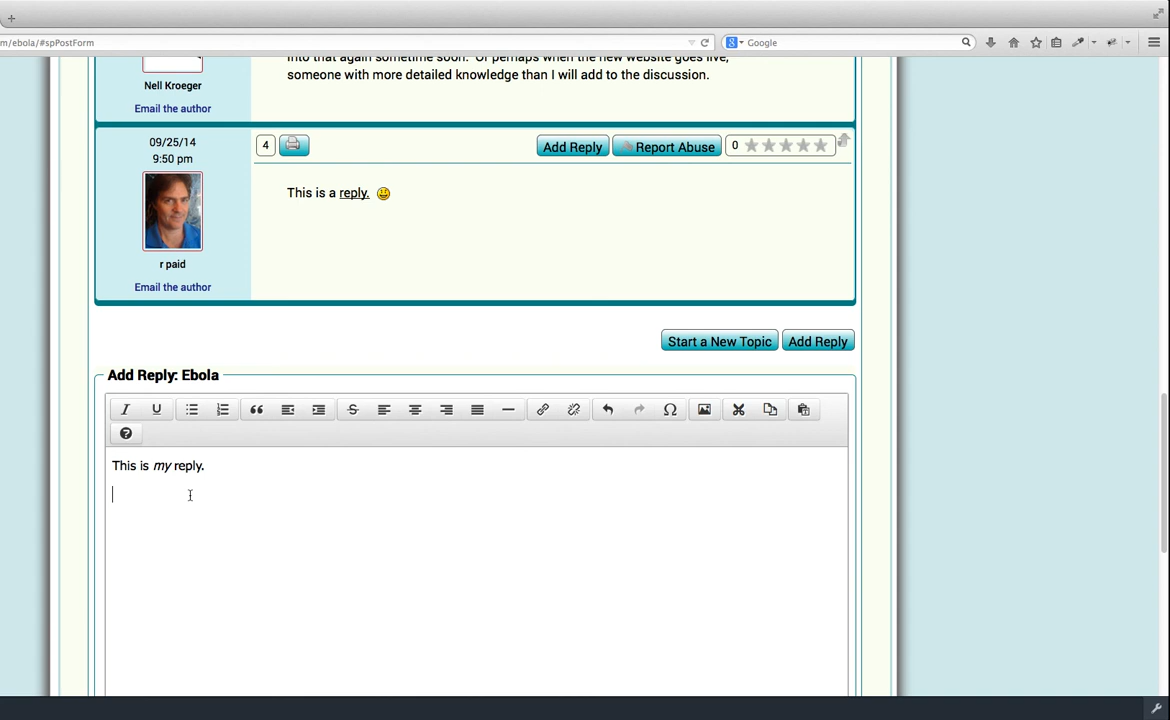 m/ebola/#spPostForm
Google
into that again sometime soon. Or perhaps when the new website goes live,
someone with more detailed knowledge than I will add to the discussion.
Nell Kroeger
Email the author
09/25/14
9:50 pm
4
Add Reply
Report Abuse
0
This is a reply.
r paid
Email the author
Start a New Topic
Add Reply
Add Reply: Ebola
This is my reply.